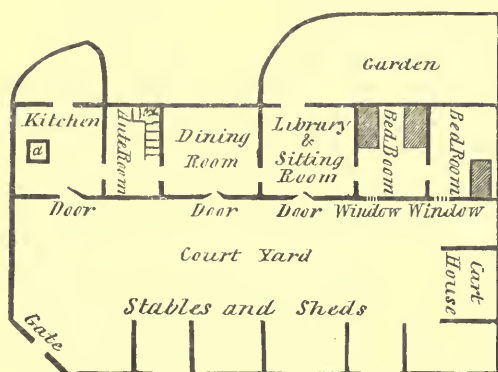 Garden
Kitchen
a
Ante Room
Dining
Room
Library
&
Sitting
Room
Bed Room
Bed Room
Door
Door
Door
Window
Window
Court Yard
Cart
House
Stables and Sheds
Gate